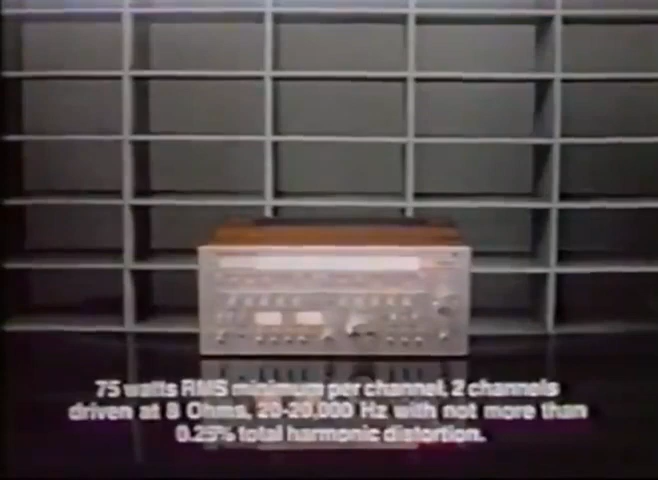 75 watts RMS minimum per channel, 2 channels
driven at 8 Ohms, 20-20,000 Hz with not more than
0.25% total harmonic distortion.